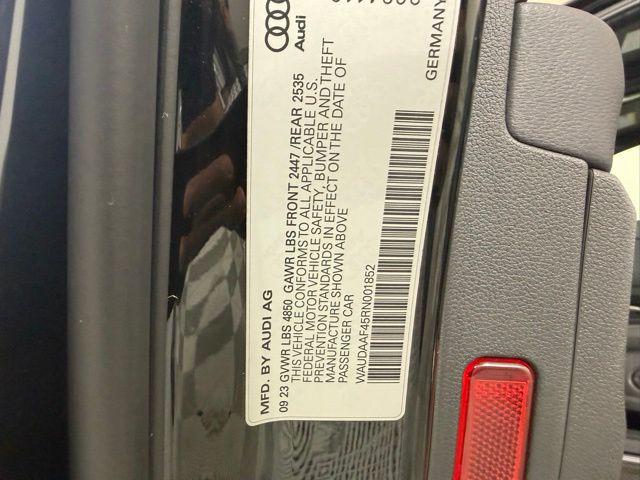 MFD. BY AUDI AG
09 23 GVWR LBS 4850 GAWR LBS FRONT 2447 /REAR 2535
THIS VEHICLE CONFORMS TO ALL APPLICABLE U.S.
FEDERAL MOTOR VEHICLE SAFETY, BUMPER AND THEFT
PREVENTION STANDARDS IN EFFECT ON THE DATE OF
MANUFACTURE SHOWN ABOVE
PASSENGER CAR
WAUDAAF45RN001852
Audi
GERMANY